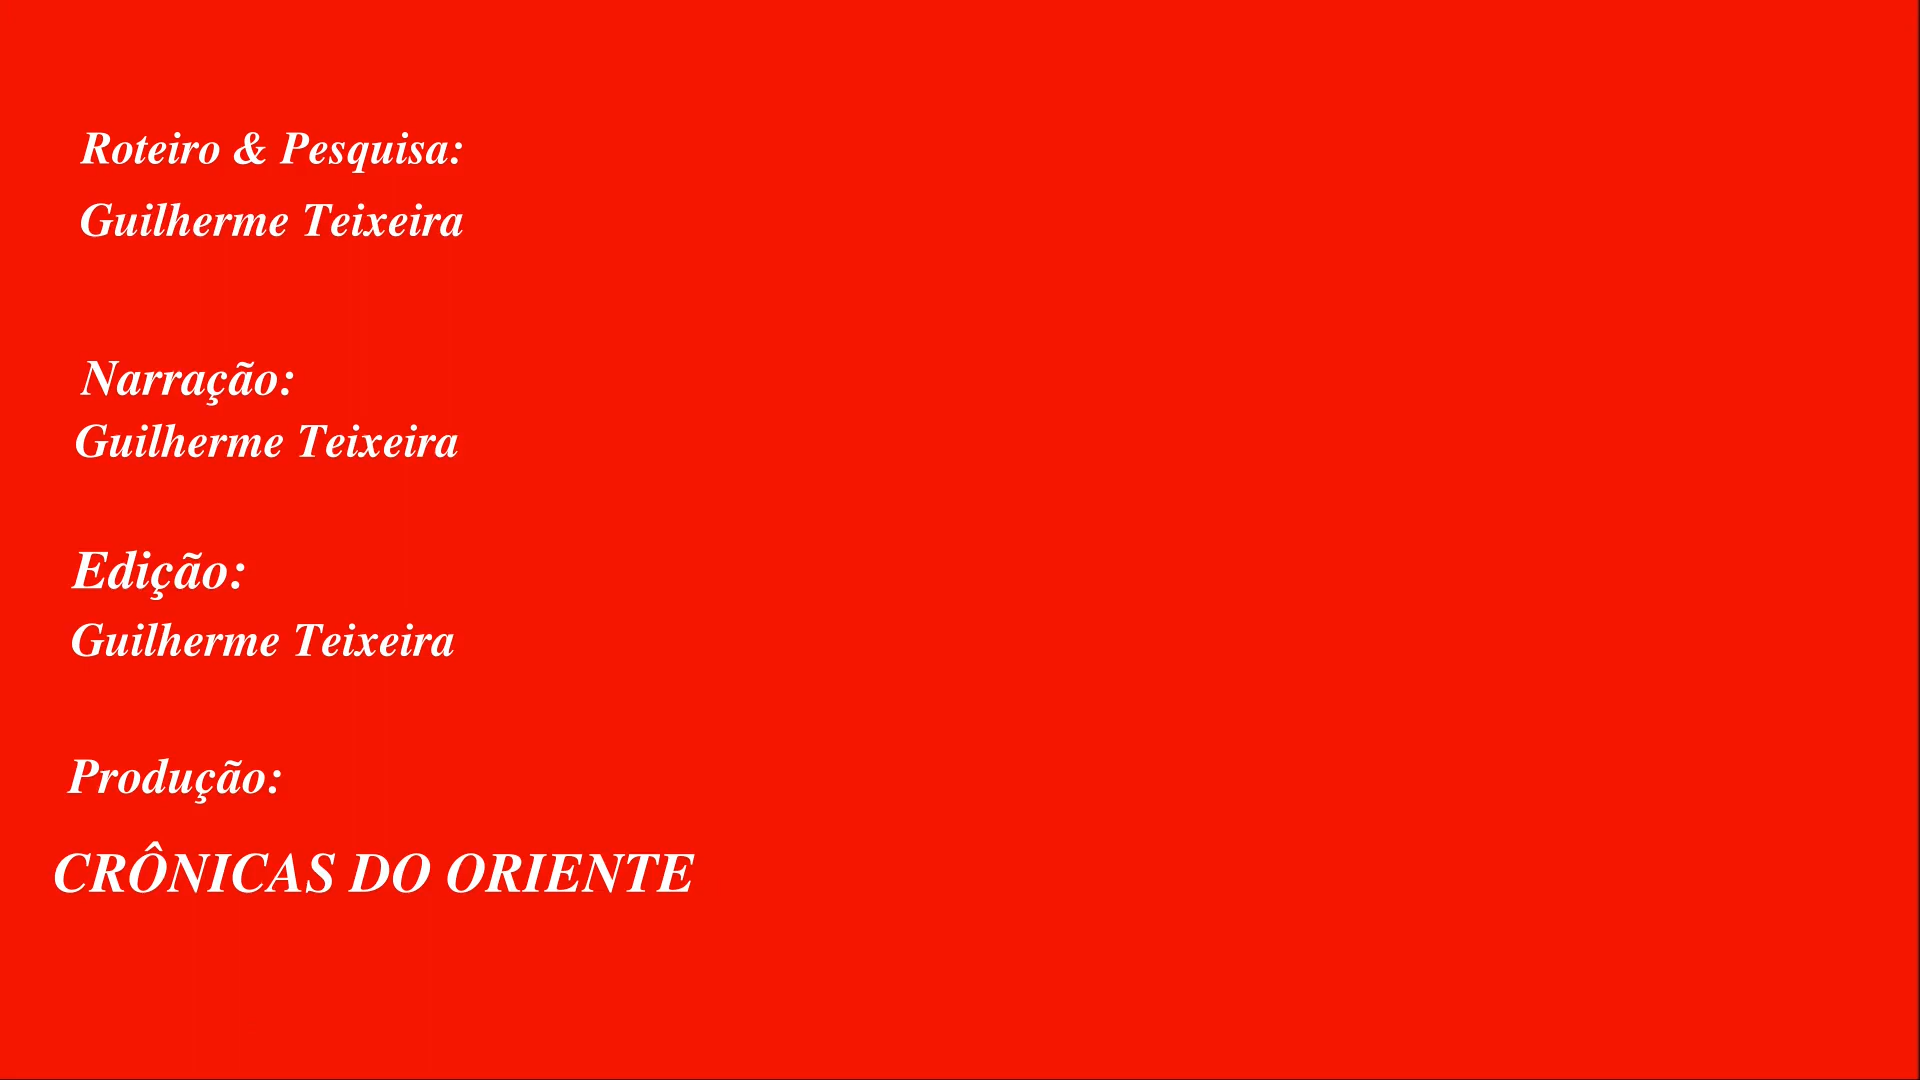 Roteiro & Pesquisa:
Guilherme Teixeira
Narração:
Guilherme Teixeira
Edição:
Guilherme Teixeira
Produção:
CRÔNICAS DO ORIENTE